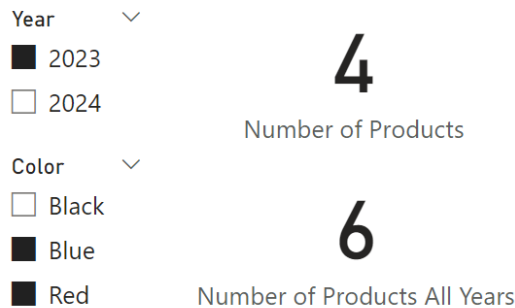 Year
2023
2024
4
Number of Products
Color
Black
Blue
Red
6
Number of Products All Years